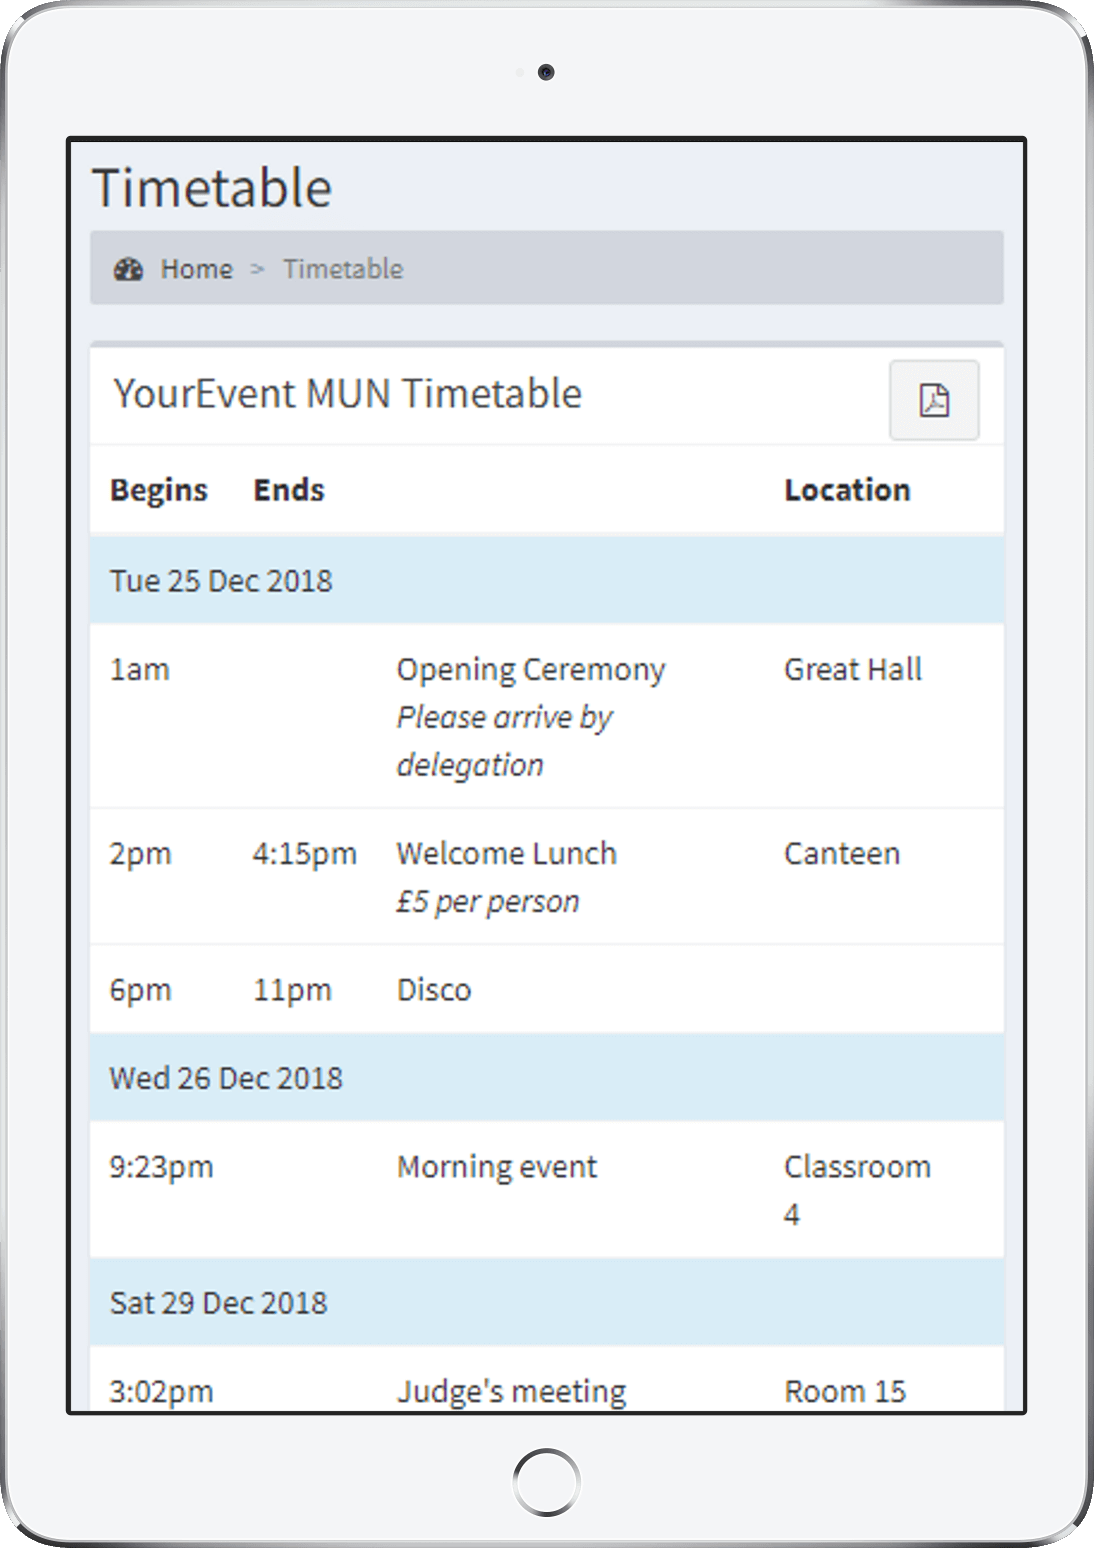 Timetable
Home > Timetable
YourEvent MUN Timetable
Begins Ends Location
Tue 25 Dec 2018
1am Opening Ceremony Great Hall
Please arrive by
delegation
2pm 4:15pm Welcome Lunch Canteen
£5 per person
6pm 11pm Disco
Wed 26 Dec 2018
9:23pm Morning event Classroom
4
Sat 29 Dec 2018
3:02pm Judge's meeting Room 15